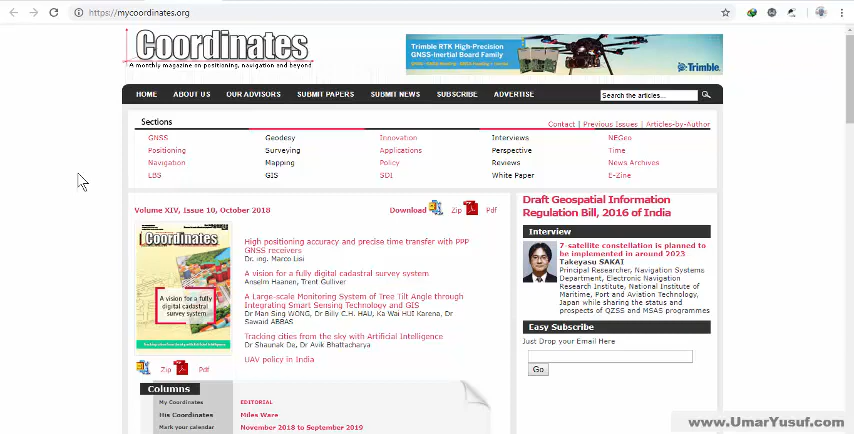 https://mycoordinates.org
Coordinates
A monthly magazine on positioning, navigation and beyond
Trimble RTK High-Precision
GNSS-Inertial Board Family
Trimble.
HOME ABOUT US OUR ADVISORS SUBMIT PAPERS SUBMIT NEWS SUBSCRIBE ADVERTISE Search the articles...
Sections
Contact | Previous Issues | Articles-by-Author
GNSS Geodesy Innovation Interviews NEGeo
Positioning Surveying Applications Perspective Time
Navigation Mapping Policy Reviews News Archives
LBS GIS SDI White Paper E-Zine
Volume XIV, Issue 10, October 2018 Download Zip Pdf
Coordinates
A vision for a fully
digital cadastral
survey system
Tracking cities from the sky with Artificial Intelligence
Zip Pdf
High positioning accuracy and precise time transfer with PPP
GNSS receivers
Dr. ing. Marco Lisi
A vision for a fully digital cadastral survey system
Anselm Haanen, Trent Gulliver
A Large-scale Monitoring System of Tree Tilt Angle through
Integrating Smart Sensing Technology and GIS
Dr Man Sing WONG, Dr Billy C.H. HAU, Ka Wai HUI Karena, Dr
Sawaid ABBAS
Tracking cities from the sky with Artificial Intelligence
Dr Shaunak De, Dr Avik Bhattacharya
UAV policy in India
Columns
My Coordinates EDITORIAL
His Coordinates Miles Ware
Mark your calendar November 2018 to September 2019
Draft Geospatial Information
Regulation Bill, 2016 of India
Interview
7-satellite constellation is planned to
be implemented in around 2023
Takeyasu SAKAI
Principal Researcher, Navigation Systems
Department, Electronic Navigation
Research Institute, National Institute of
Maritime, Port and Aviation Technology,
Japan while sharing the status and
prospects of QZSS and MSAS programmes
Easy Subscribe
Just Drop your Email Here
Go
www.UmarYusuf.com